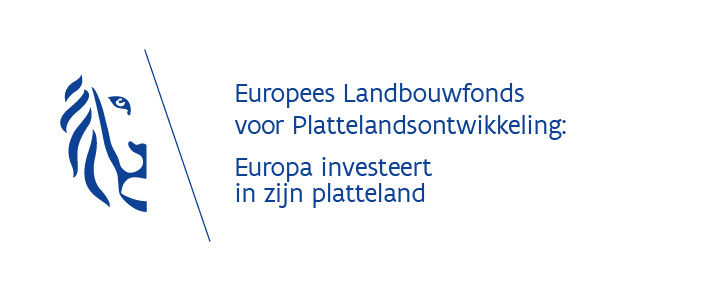 Europees Landbouwfonds
voor Plattelandsontwikkeling:
Europa investeert
in zijn platteland